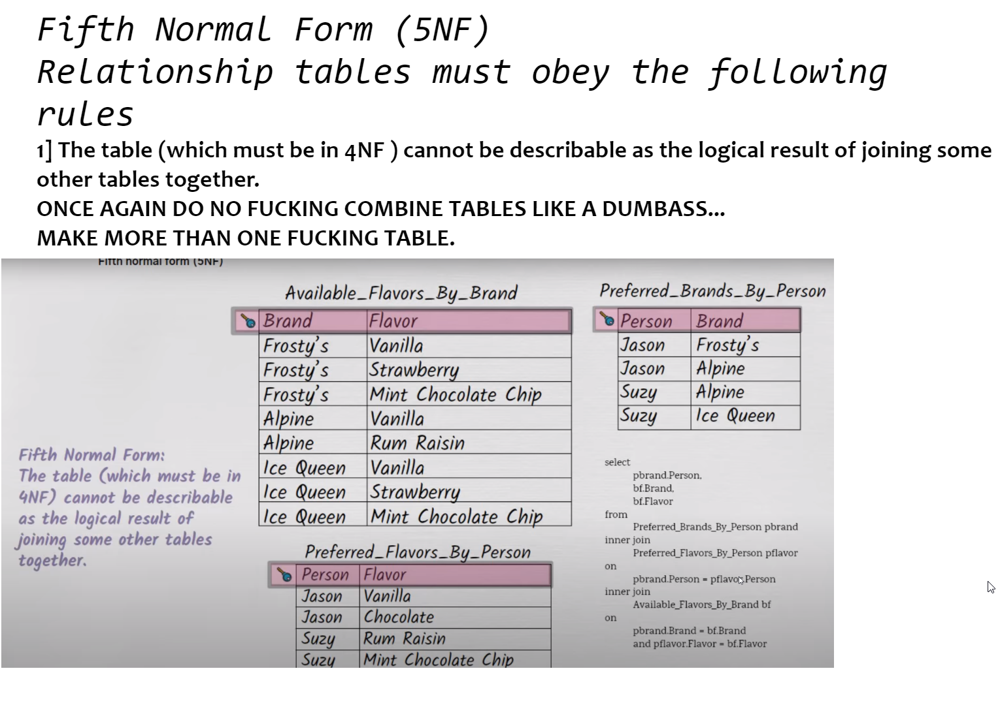 Fifth Normal Form (5NF)
Relationship tables must obey the following
rules
1] The table (which must be in 4NF ) cannot be describable as the logical result of joining some
other tables together.
ONCE AGAIN DO NO FUCKING COMBINE TABLES LIKE A DUMBASS...
MAKE MORE THAN ONE FUCKING TABLE.
Fifth normal form (5NF)
Fifth Normal Form:
The table (which must be in
4NF) cannot be describable
as the logical result of
joining some other tables
together.
Available_Flavors_By_Brand
Brand Flavor
Frosty's Vanilla
Frosty's Strawberry
Frosty's Mint Chocolate Chip
Alpine Vanilla
Alpine Rum Raisin
Ice Queen Vanilla
Ice Queen Strawberry
Ice Queen Mint Chocolate Chip
Preferred_Flavors_By_Person
Person Flavor
Jason Vanilla
Jason Chocolate
Suzy Rum Raisin
Suzy Mint Chocolate Chip
Preferred_Brands_By_Person
Person Brand
Jason Frosty's
Jason Alpine
Suzy Alpine
Suzy Ice Queen
select
pbrand.Person,
bf.Brand,
bf.Flavor
from
Preferred_Brands_By_Person pbrand
inner join
Preferred_Flavors_By_Person pflavor
on
pbrand.Person = pflavor.Person
inner join
Available_Flavors_By_Brand bf
on
pbrand.Brand = bf.Brand
and pflavor.Flavor = bf.Flavor